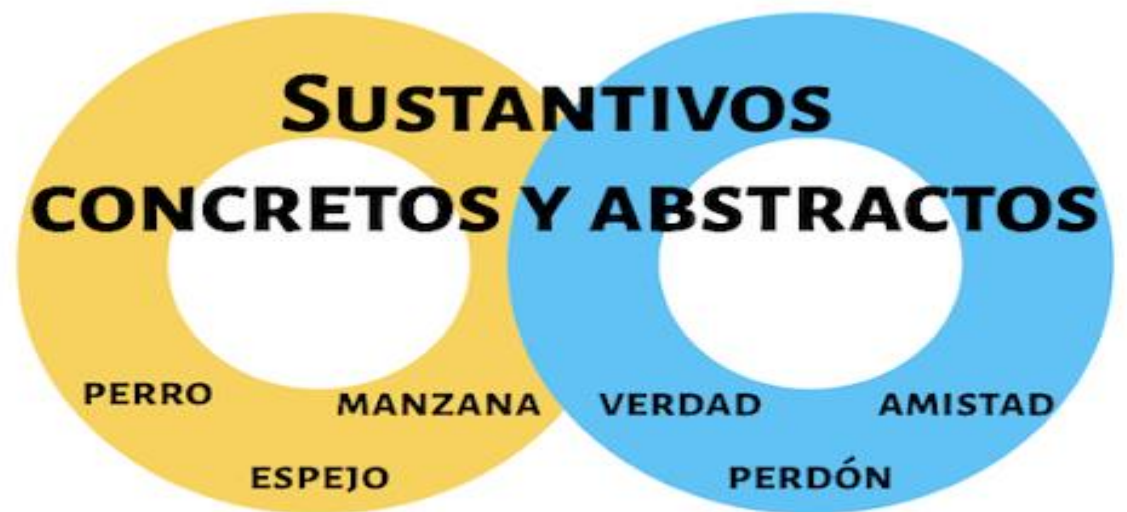 SUSTANTIVOS
CONCRETOS Y ABSTRACTOS
PERRO
MANZANA
VERDAD
AMISTAD
ESPEJO
PERDÓN